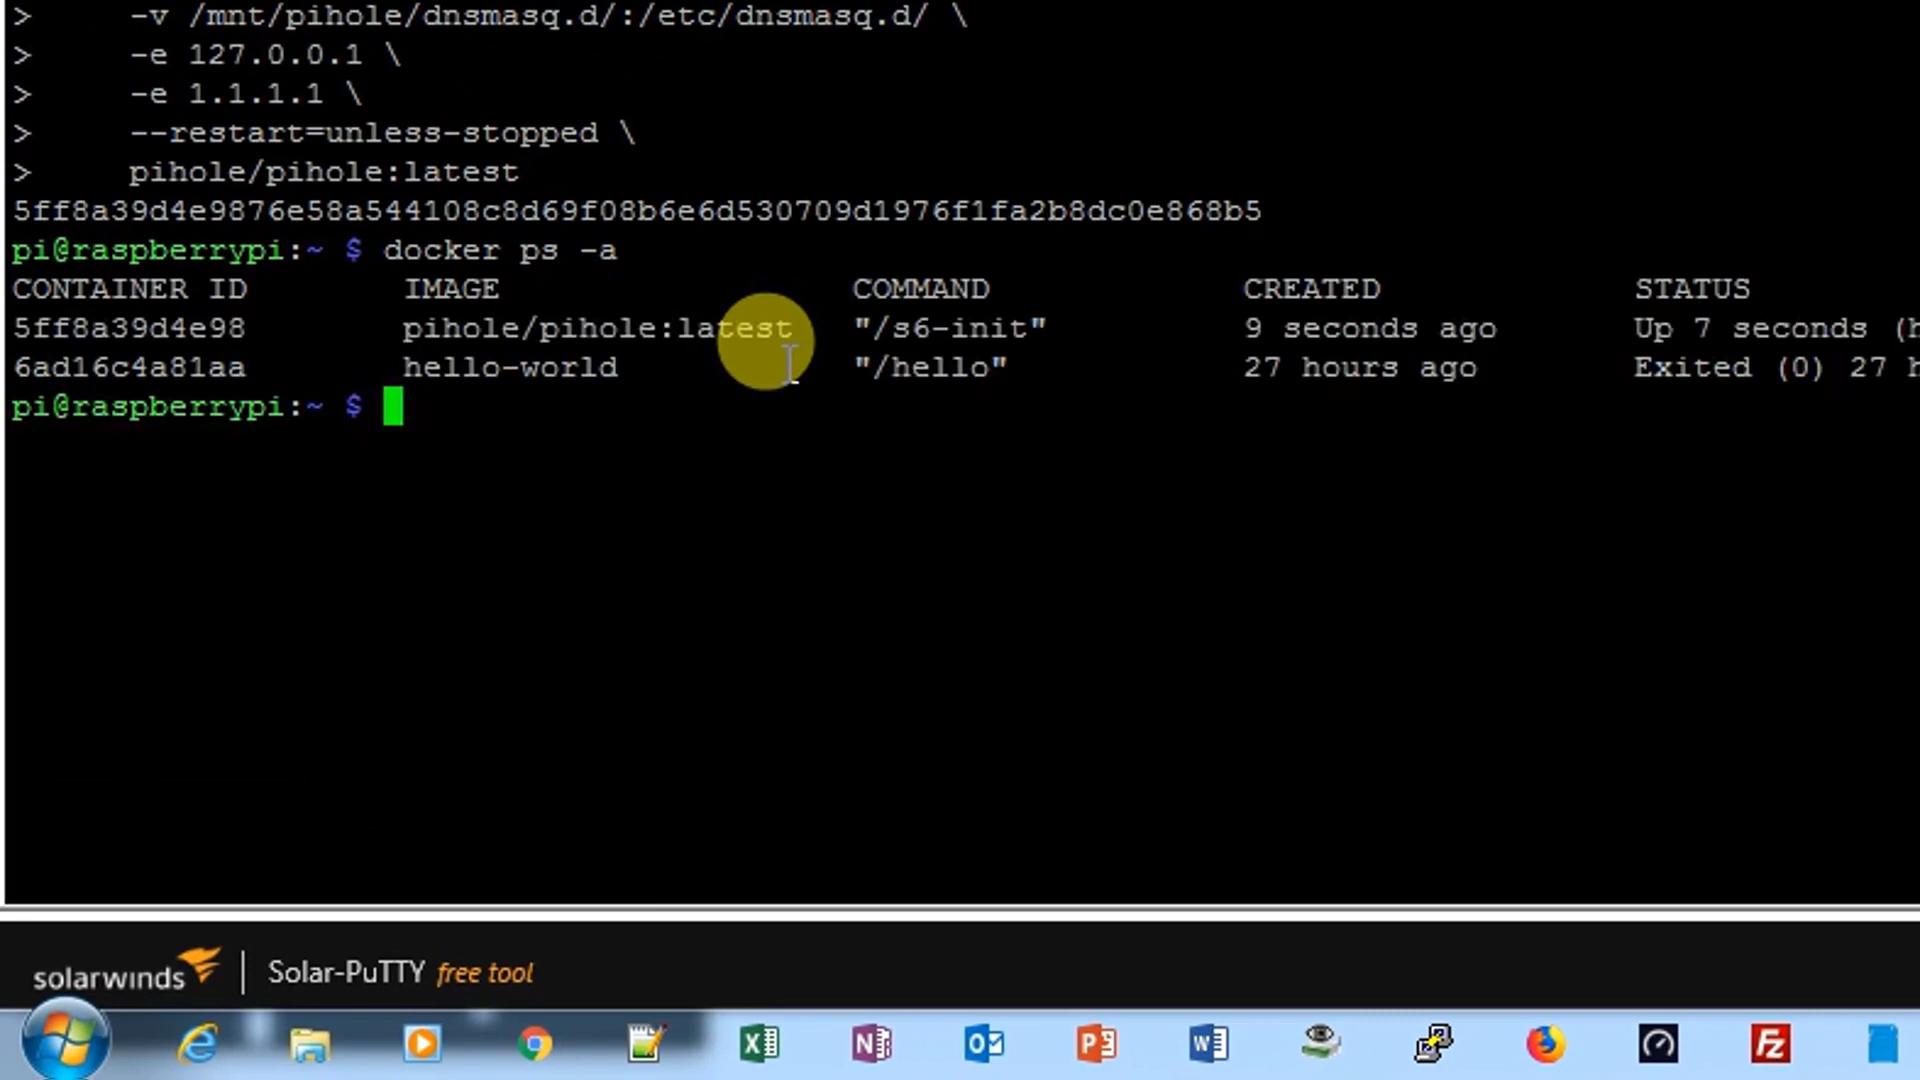 > -v /mnt/pihole/dnsmasq.d/:/etc/dnsmasq.d/ \
> -e 127.0.0.1 \
> -e 1.1.1.1 \
> --restart=unless-stopped \
> pihole/pihole:latest
5ff8a39d4e9876e58a544108c8d69f08b6e6d530709d1976f1fa2b8dc0e868b5
pi@raspberrypi:~ $ docker ps -a
CONTAINER ID IMAGE COMMAND CREATED STATUS
5ff8a39d4e98 pihole/pihole:latest "/s6-init" 9 seconds ago Up 7 seconds (h
6ad16c4a81aa hello-world "/hello" 27 hours ago Exited (0) 27 h
pi@raspberrypi:~ $
solarwinds | Solar-PuTTY free tool